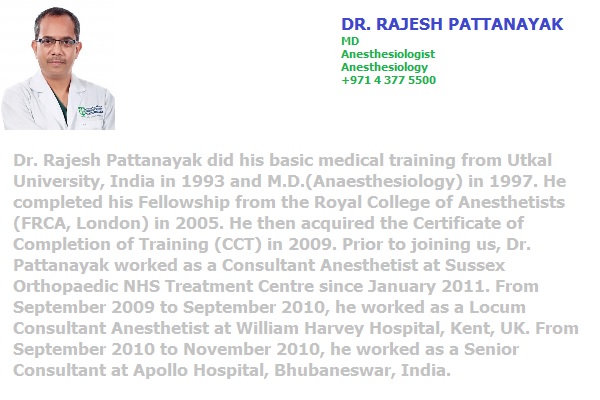 DR. RAJESH PATTANAYAK
MD
Anesthesiologist
Anesthesiology
+971 4 377 5500
Dr. Rajesh Pattanayak did his basic medical training from Utkal
University, India in 1993 and M.D.(Anaesthesiology) in 1997. He
completed his Fellowship from the Royal College of Anesthetists
(FRCA, London) in 2005. He then acquired the Certificate of
Completion of Training (CCT) in 2009. Prior to joining us, Dr.
Pattanayak worked as a Consultant Anesthetist at Sussex
Orthopaedic NHS Treatment Centre since January 2011. From
September 2009 to September 2010, he worked as a Locum
Consultant Anesthetist at William Harvey Hospital, Kent, UK. From
September 2010 to November 2010, he worked as a Senior
Consultant at Apollo Hospital, Bhubaneswar, India.